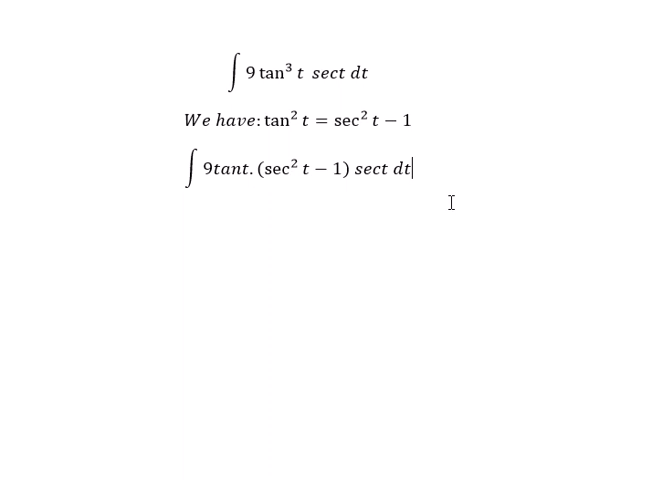 ∫ 9 tan³ t sect dt
We have: tan² t = sec² t − 1
∫ 9tant. (sec² t − 1) sect dt